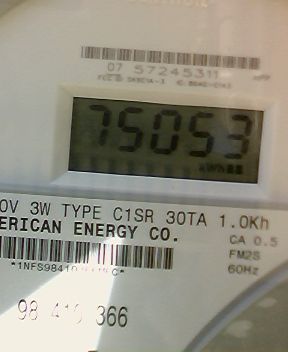 07 57245311
75053
kWh
0V 3W TYPE C1SR 30TA 1.0Kh
ERICAN ENERGY CO.
CA 0.5
FM2S
60Hz
98 366